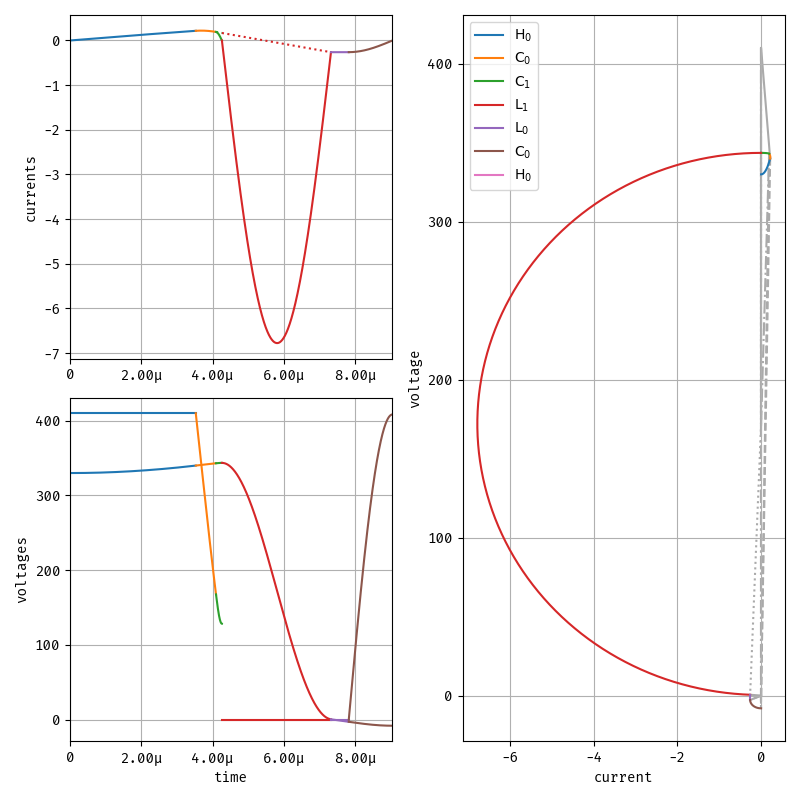 0
-1
-2
-3
-4
-5
-6
-7
currents
0
2.00μ
4.00μ
6.00μ
8.00μ
400
300
200
100
0
voltages
0
2.00μ
4.00μ
6.00μ
8.00μ
time
H0
C0
C1
L1
L0
C0
H0
400
300
200
100
0
voltage
-6
-4
-2
0
current